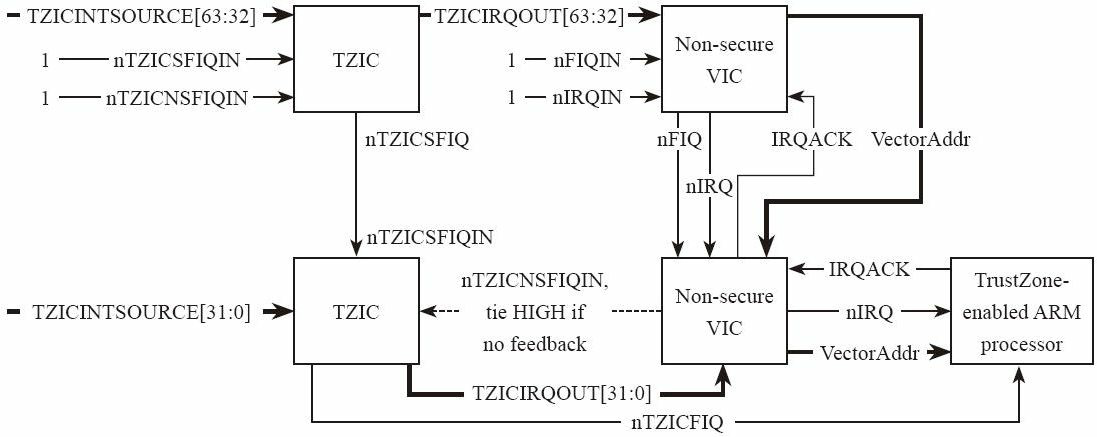 TZICINTSOURCE[63:32]
TZICIRQOUT[63:32]
1
nTZICSFIQIN
TZIC
1
nFIQIN
Non-secure
VIC
1
nTZICNSFIQIN
1
nIRQIN
nTZICSFIQ
nFIQ
IRQACK
VectorAddr
nIRQ
nTZICSFIQIN
TZICINTSOURCE[31:0]
TZIC
nTZICNSFIQIN,
tie HIGH if
no feedback
Non-secure
VIC
IRQACK
nIRQ
VectorAddr
TrustZone-
enabled ARM
processor
TZICIRQOUT[31:0]
nTZICFIQ